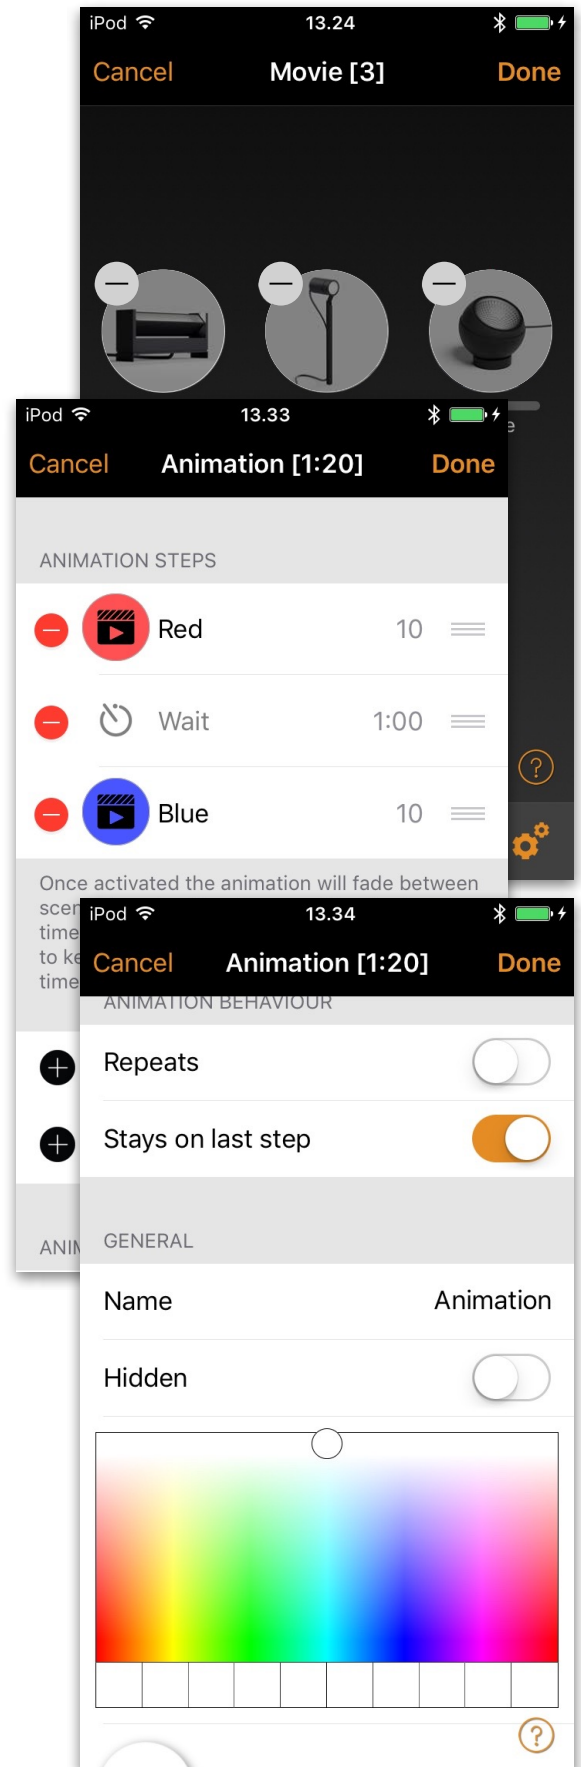 iPod 13.24
Cancel Movie [3] Done
iPod 13.33
Cancel Animation [1:20] Done
ANIMATION STEPS
Red 10
Wait 1:00
Blue 10
?
Once activated the animation will fade between
time
time
iPod 13.34
Cancel Animation [1:20] Done
ANIMATION BEHAVIOUR
Repeats
Stays on last step
GENERAL
Name Animation
Hidden
?